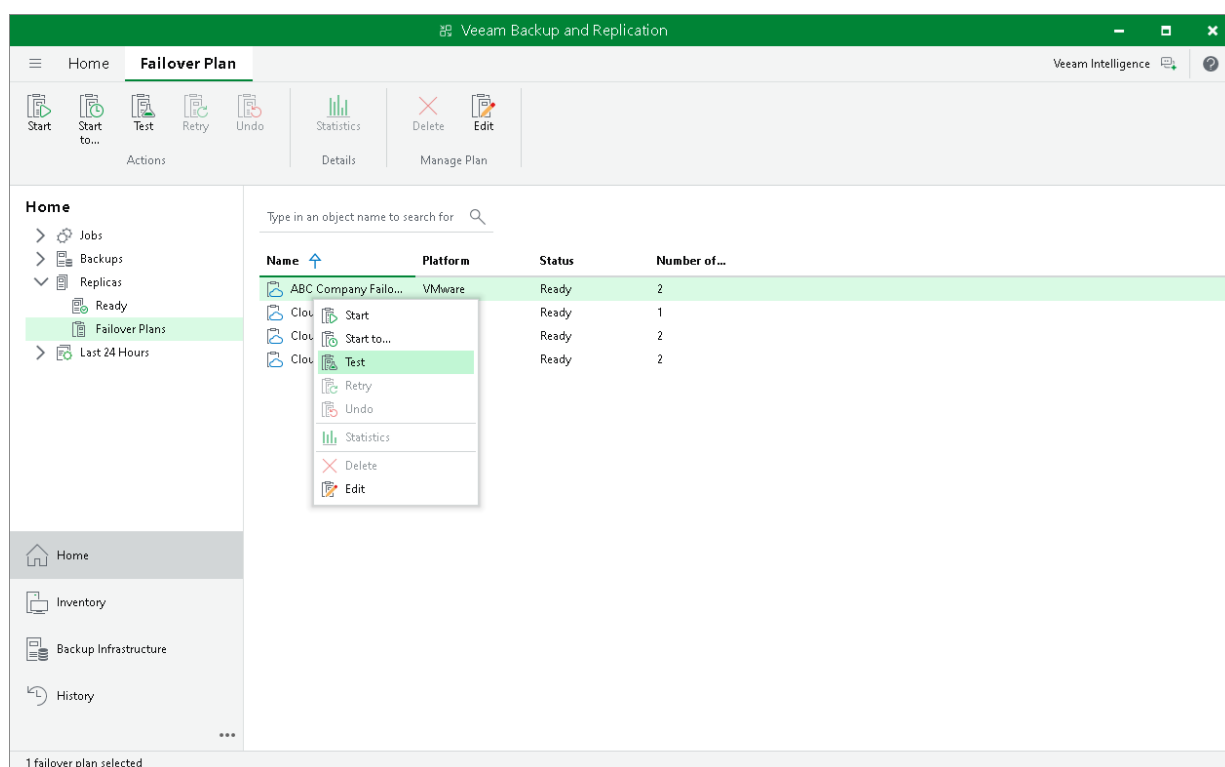 Veeam Backup and Replication
Home Failover Plan Veeam Intelligence
Start Start to... Test Retry Undo Statistics Delete Edit
Actions Details Manage Plan
Home
Jobs
Backups
Replicas
Ready
Failover Plans
Last 24 Hours
Type in an object name to search for
Name Platform Status Number of...
ABC Company Failo... VMware Ready 2
Clou Ready 1
Clou Ready 2
Clou Ready 2
Start
Start to...
Test
Retry
Undo
Statistics
Delete
Edit
Home
Inventory
Backup Infrastructure
History
1 failover plan selected